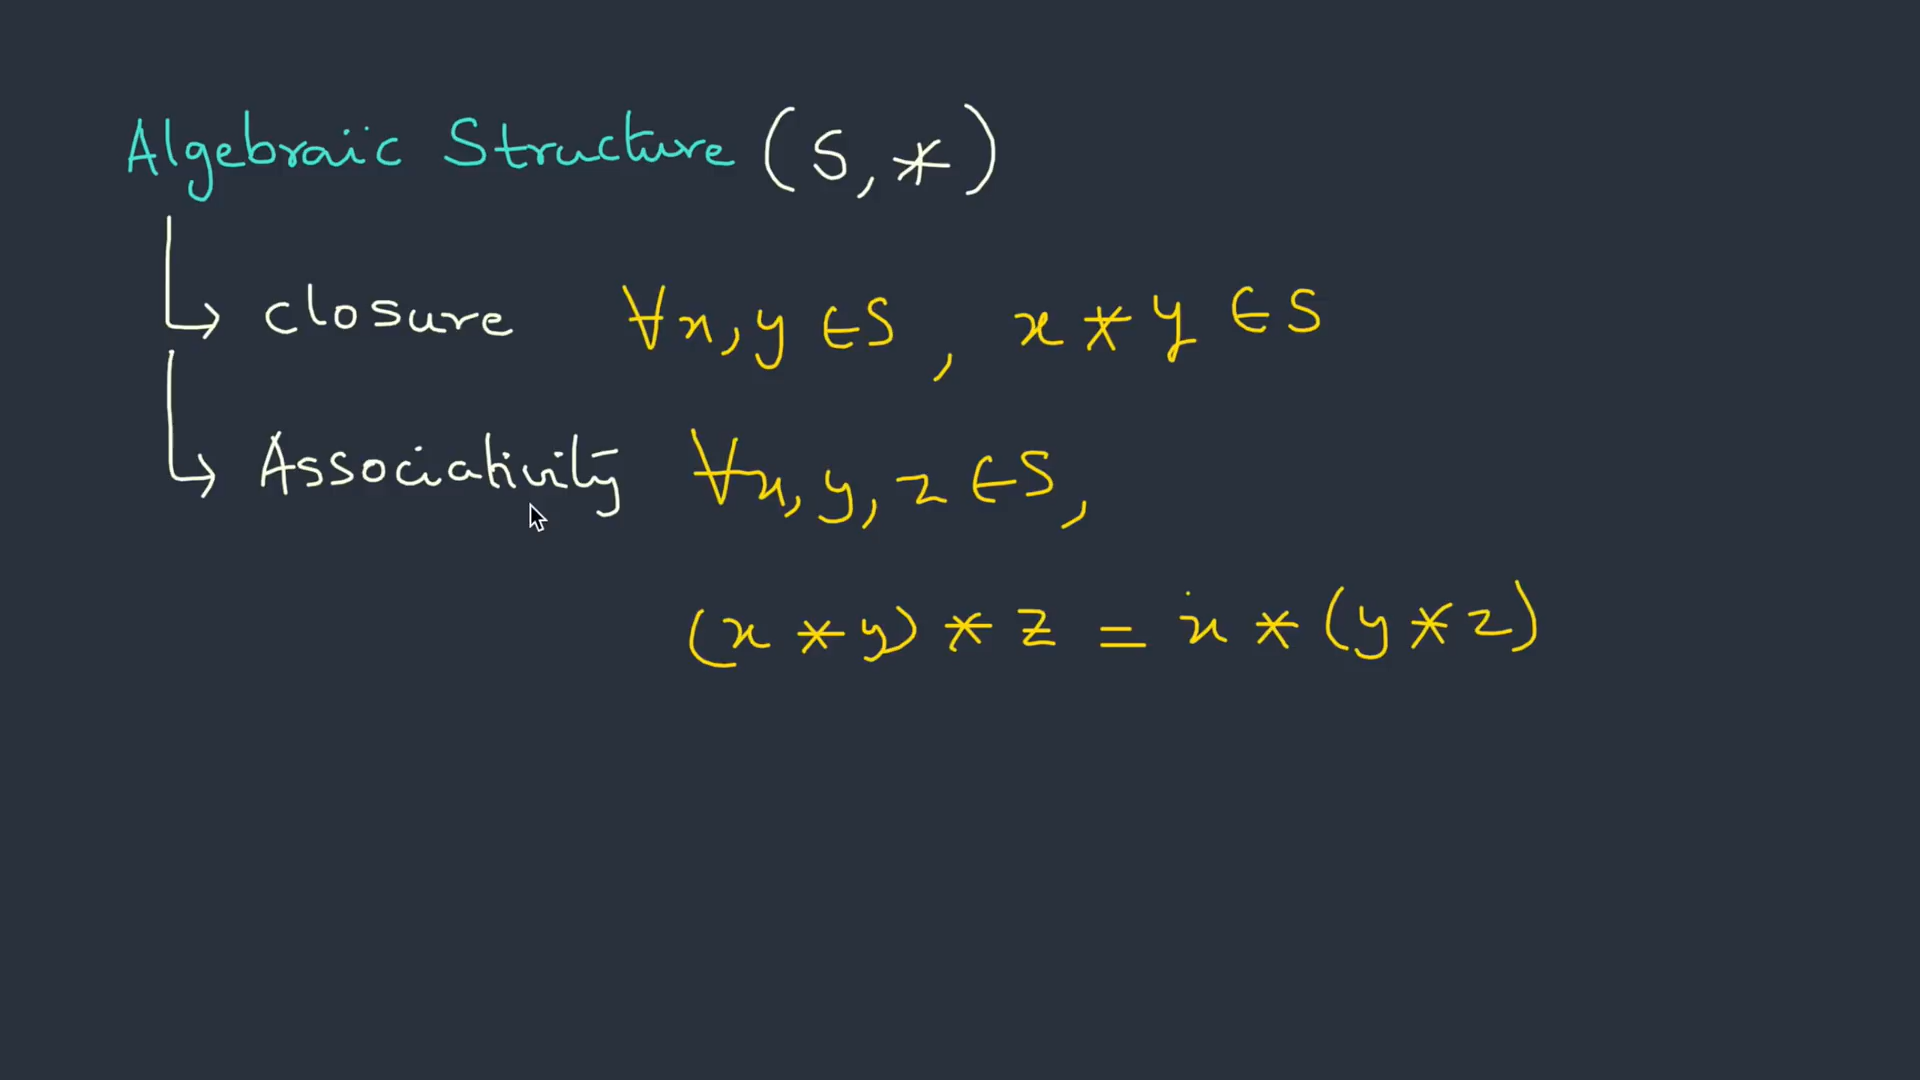 Algebraic Structure (S, *)
closure ∀x, y ∈ S, x * y ∈ S
Associativity ∀x, y, z ∈ S,
(x * y) * z = x * (y * z)